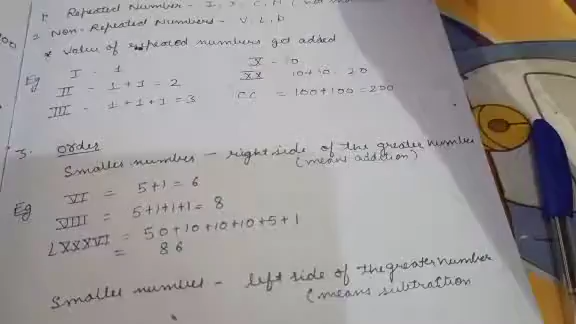 1. Repeated Number - I, X, C, M (not
2. Non-Repeated Numbers - V, L, D
* Value of repeated numbers get added
Eg I - 1 X - 10
II - 1+1 = 2 XX 10+10 - 20
III - 1+1+1 = 3 CC = 100+100 = 200
3. Order
Smaller number - right side of the greater number
(means addition)
Eg VI = 5+1 = 6
VIII = 5+1+1+1 = 8
LXXXVI = 50+10+10+10+5+1
= 86
Smaller number - left side of the greater number
(means subtraction